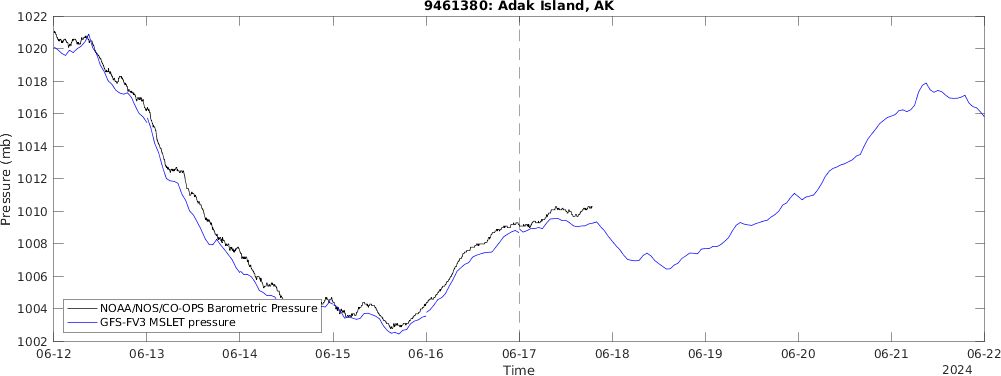 9461380: Adak Island, AK
1022
1020
1018
1016
1014
1012
1010
1008
1006
1004
1002
Pressure (mb)
NOAA/NOS/CO-OPS Barometric Pressure
GFS-FV3 MSLET pressure
06-12 06-13 06-14 06-15 06-16 06-17 06-18 06-19 06-20 06-21 06-22
Time
2024